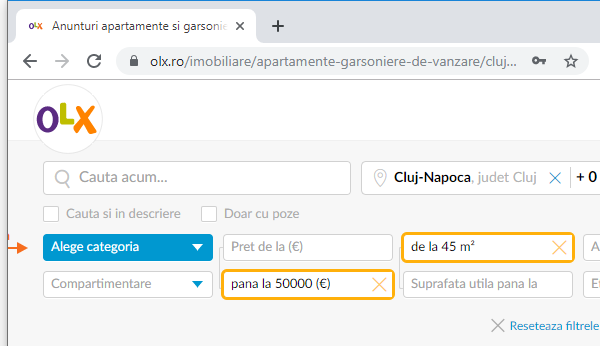 Anunturi apartamente si garsonie
olx.ro/imobiliare/apartamente-garsoniere-de-vanzare/cluj...
OLX
Cauta acum...
Cluj-Napoca, judet Cluj
+ 0
Cauta si in descriere
Doar cu poze
Alege categoria
Pret de la (€)
de la 45 m²
A
Compartimentare
pana la 50000 (€)
Suprafata utila pana la
Et
Reseteaza filtrele